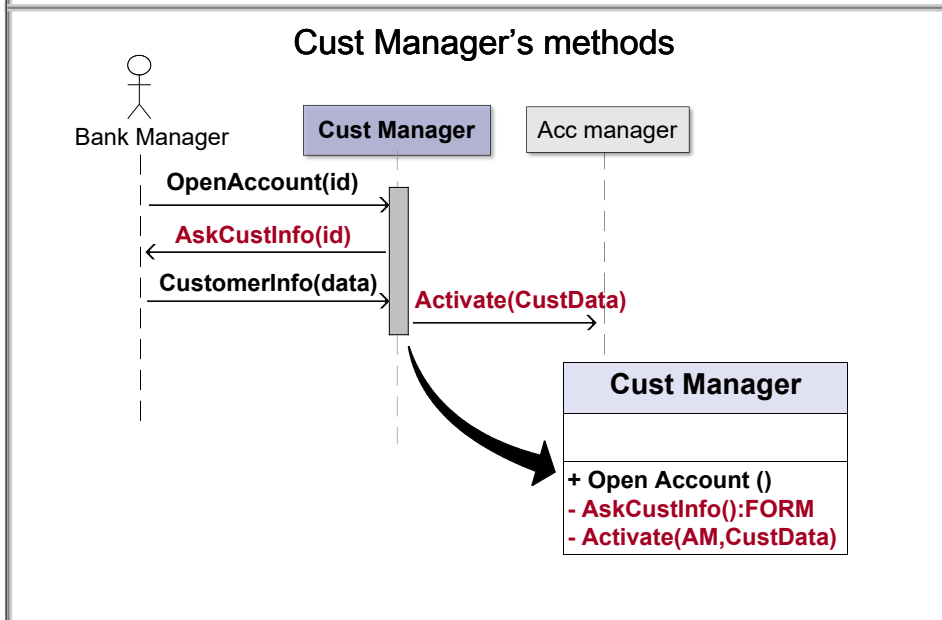 Cust Manager's methods
Bank Manager
Cust Manager
Acc manager
OpenAccount(id)
AskCustInfo(id)
CustomerInfo(data)
Activate(CustData)
Cust Manager
+ Open Account ()
- AskCustInfo():FORM
- Activate(AM,CustData)